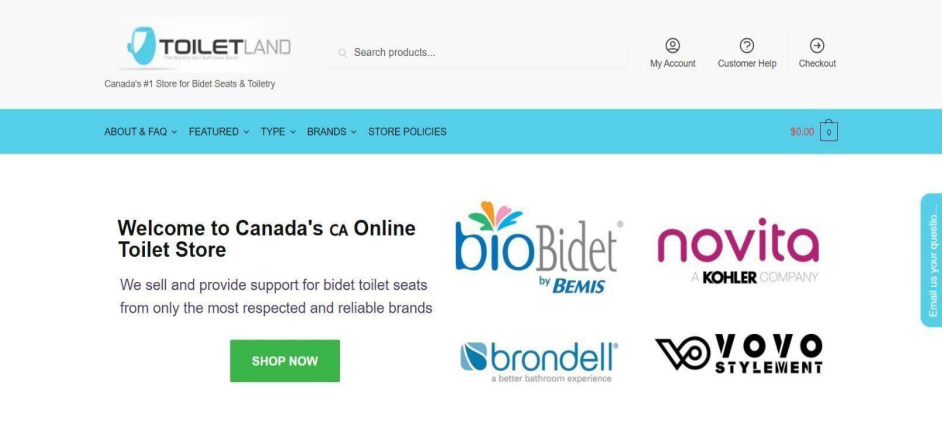 TOILETLAND
Search products...
My Account
Customer Help
Checkout
Canada's #1 Store for Bidet Seats & Toiletry
ABOUT & FAQ
FEATURED
TYPE
BRANDS
STORE POLICIES
$0.00
0
Welcome to Canada's CA Online
Toilet Store
We sell and provide support for bidet toilet seats
from only the most respected and reliable brands
SHOP NOW
bioBidet®
by BEMIS
novita
A KOHLER COMPANY
brondell®
a better bathroom experience
VOVO
STYLEMENT
Email us your questio...